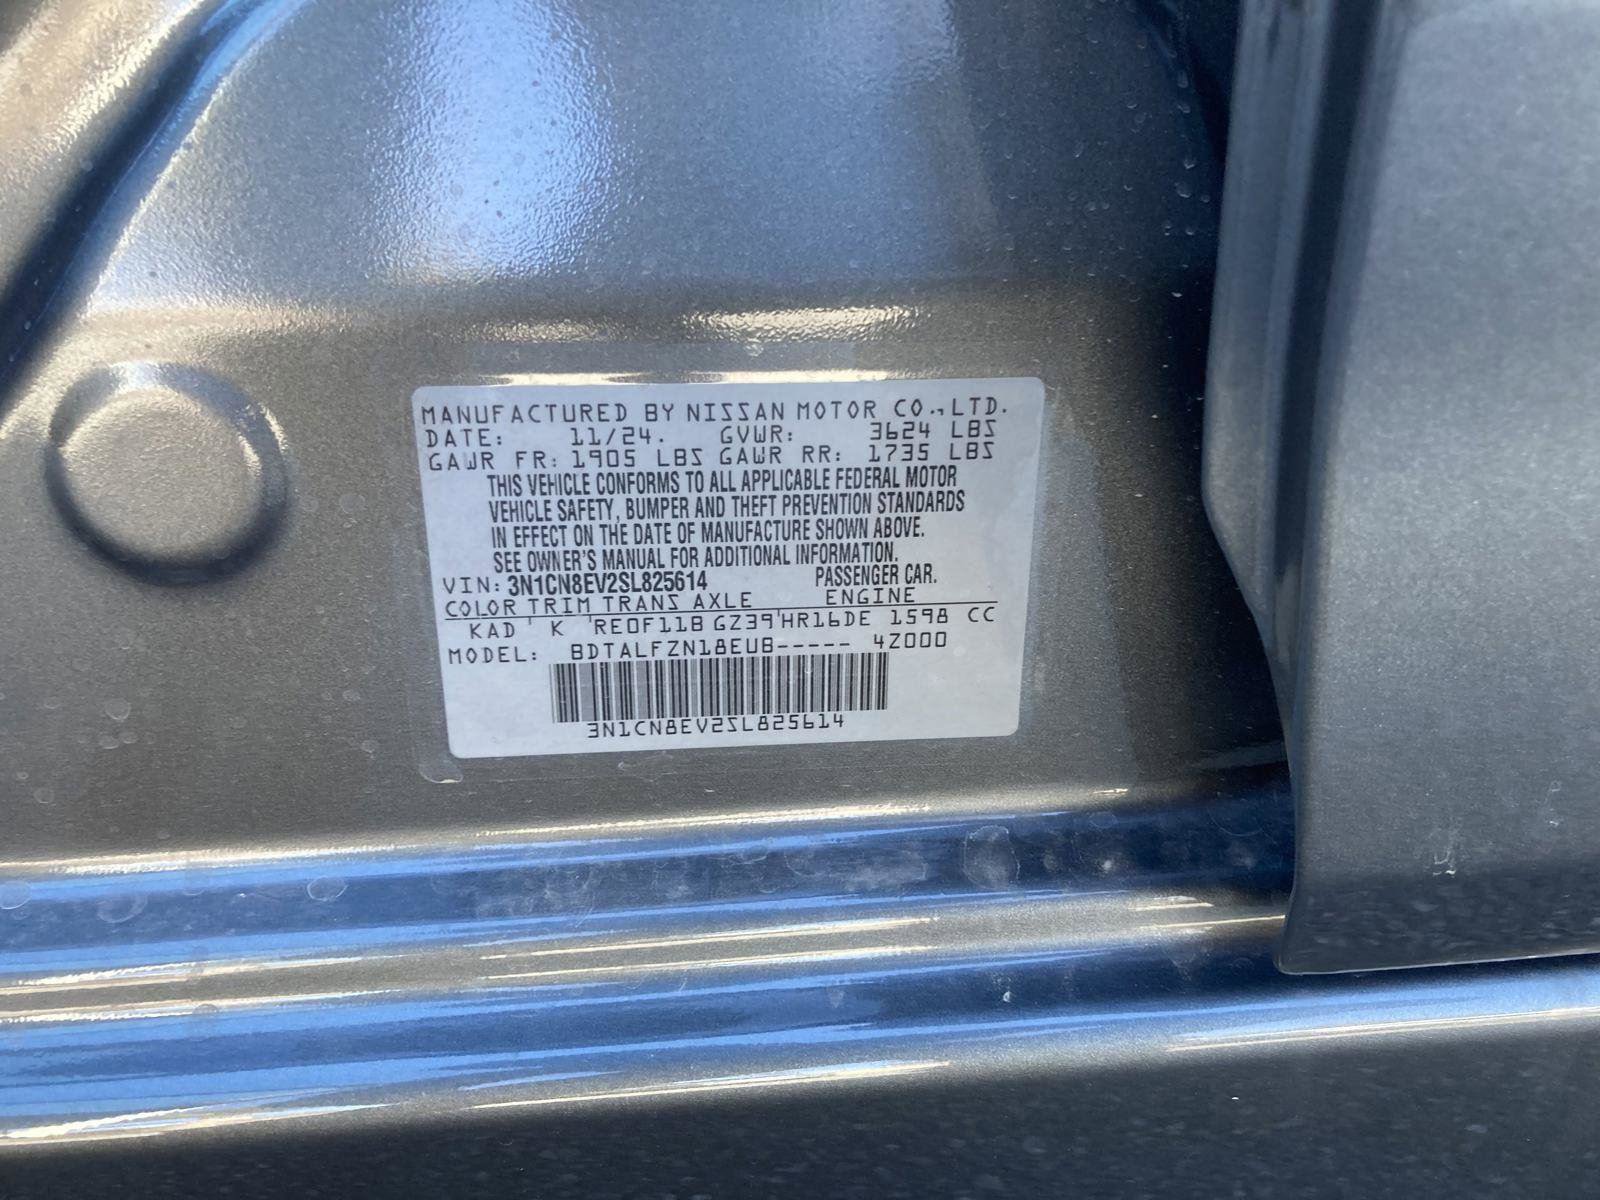 MANUFACTURED BY NISSAN MOTOR CO., LTD.
DATE: 11/24. GVWR: 3624 LBS
GAWR FR: 1905 LBS GAWR RR: 1735 LBS
THIS VEHICLE CONFORMS TO ALL APPLICABLE FEDERAL MOTOR
VEHICLE SAFETY, BUMPER AND THEFT PREVENTION STANDARDS
IN EFFECT ON THE DATE OF MANUFACTURE SHOWN ABOVE.
SEE OWNER'S MANUAL FOR ADDITIONAL INFORMATION.
VIN: 3N1CN8EV2SL825614 PASSENGER CAR.
COLOR TRIM TRANS AXLE ENGINE
KAD ' K ' RE0F11B GZ39 ' HR16DE 1598 CC
MODEL: BDTALFZN18EUB----- 4Z000
3N1CN8EV2SL825614